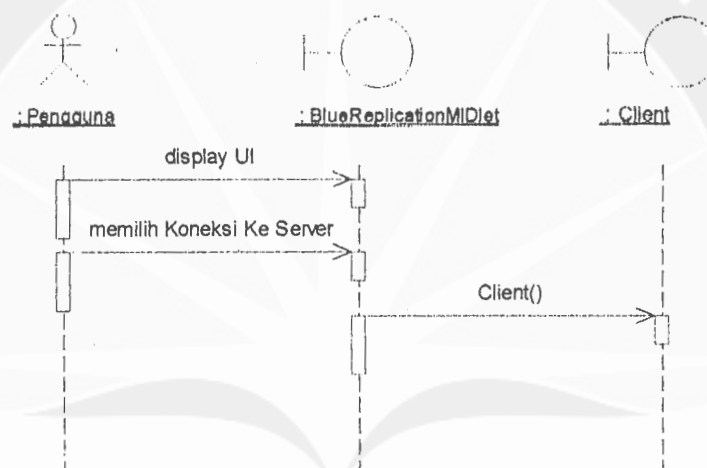 : Pengguna
: BlueReplicationMIDlet
: Client
display UI
memilih Koneksi Ke Server
Client()